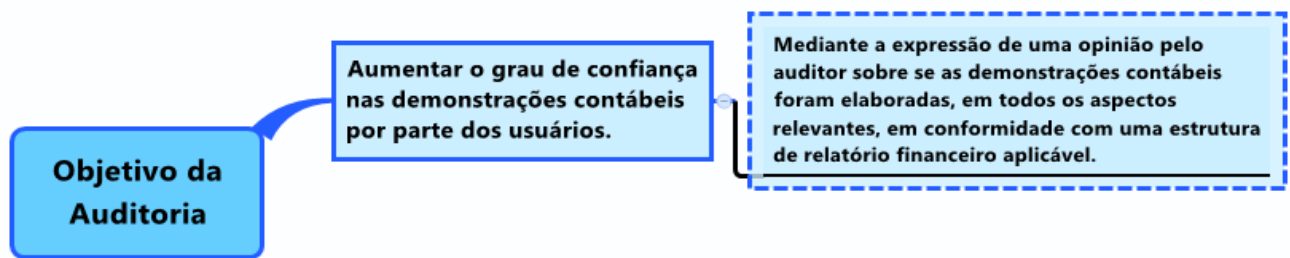 Objetivo da
Auditoria
Aumentar o grau de confiança
nas demonstrações contábeis
por parte dos usuários.
Mediante a expressão de uma opinião pelo
auditor sobre se as demonstrações contábeis
foram elaboradas, em todos os aspectos
relevantes, em conformidade com uma estrutura
de relatório financeiro aplicável.